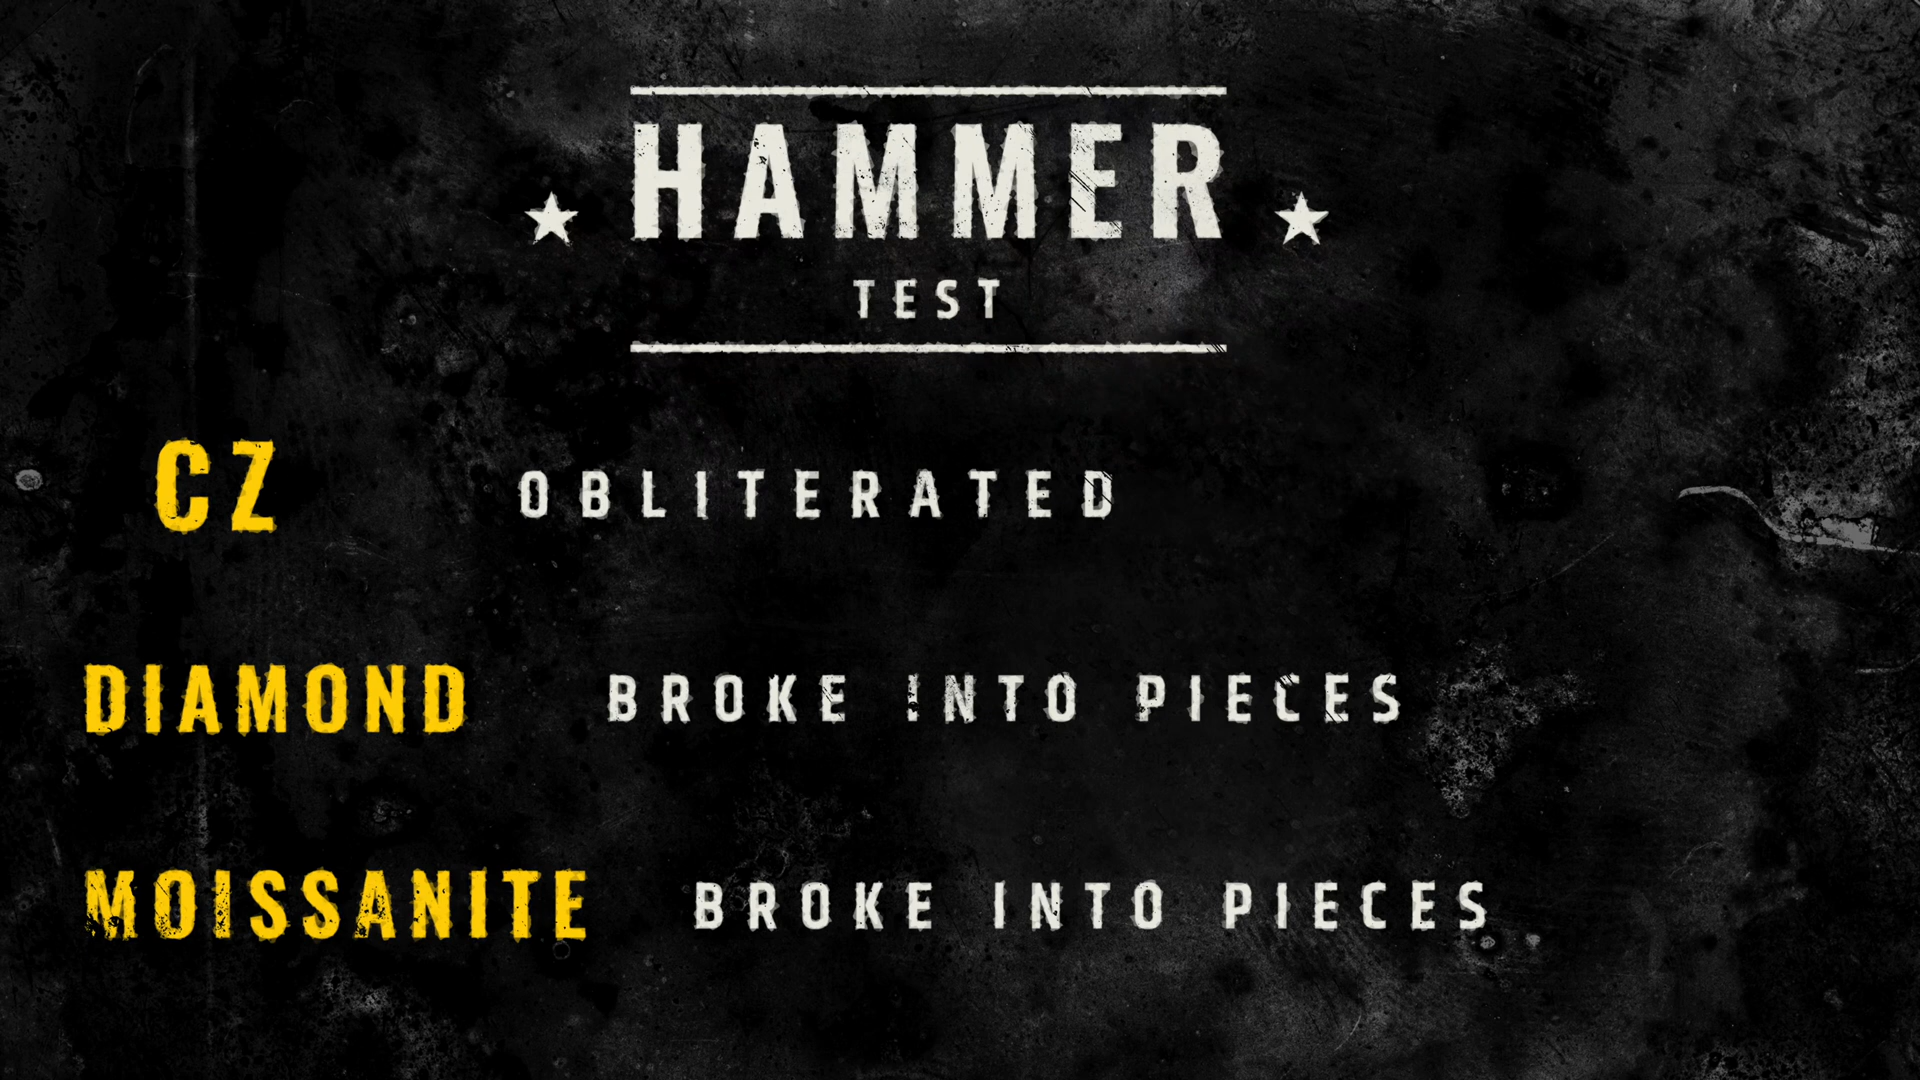 HAMMER
TEST
CZ OBLITERATED
DIAMOND BROKE INTO PIECES
MOISSANITE BROKE INTO PIECES